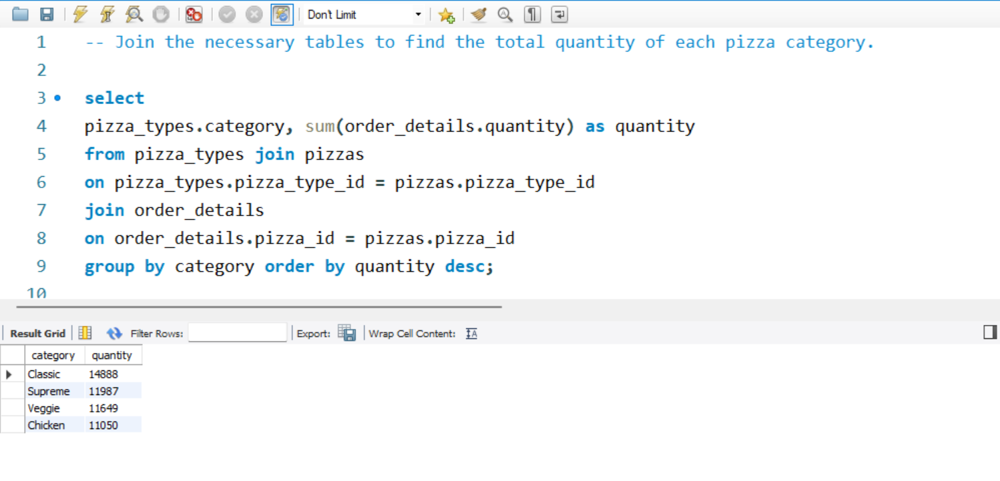 Don't Limit
1 -- Join the necessary tables to find the total quantity of each pizza category.
2
3 select
4 pizza_types.category, sum(order_details.quantity) as quantity
5 from pizza_types join pizzas
6 on pizza_types.pizza_type_id = pizzas.pizza_type_id
7 join order_details
8 on order_details.pizza_id = pizzas.pizza_id
9 group by category order by quantity desc;
10
Result Grid Filter Rows: Export: Wrap Cell Content: IA
category quantity
Classic 14888
Supreme 11987
Veggie 11649
Chicken 11050